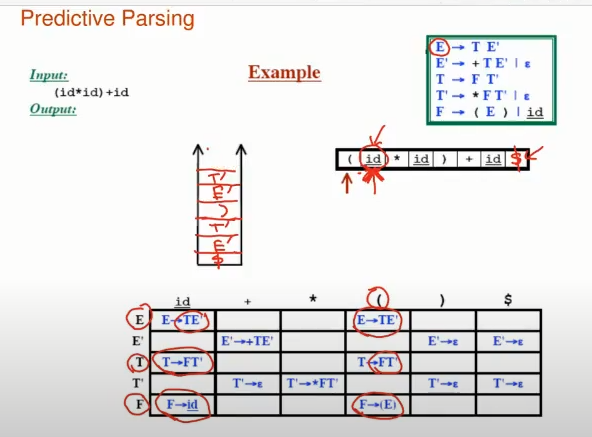 Predictive Parsing
E → T E'
E' → + T E' | ε
T → F T'
T' → * F T' | ε
F → ( E ) | id
Input:
(id*id)+id
Output:
Example
( id * id ) + id $
T'
E'
)
T'
E'
$
id + * ( ) $
E E→TE' E→TE'
E' E'→+TE' E'→ε E'→ε
T T→FT' T→FT'
T' T'→ε T'→*FT' T'→ε T'→ε
F F→id F→(E)